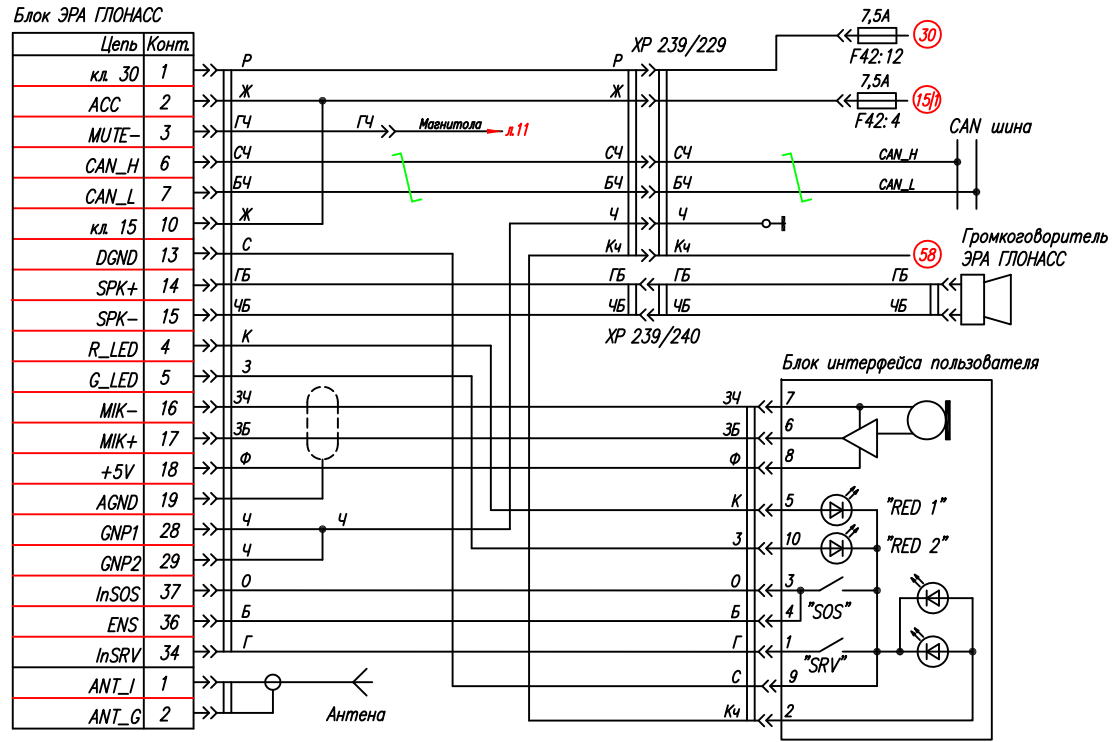 Блок ЭРА ГЛОНАСС
Цепь Конт.
кл. 30 1
ACC 2
MUTE- 3
CAN_H 6
CAN_L 7
кл. 15 10
DGND 13
SPK+ 14
SPK- 15
R_LED 4
G_LED 5
MIK- 16
MIK+ 17
+5V 18
AGND 19
GNP1 28
GNP2 29
InSOS 37
ENS 36
InSRV 34
ANT_I 1
ANT_G 2
Р
Ж
ГЧ
СЧ
БЧ
Ж
С
ГБ
ЧБ
К
З
ЗЧ
ЗБ
Ф
Ч Ч
Ч
О
Б
Г
Антена
ГЧ Магнитола л.11
XP 239/229
Р
Ж
СЧ СЧ
БЧ БЧ
Ч Ч
Кч Кч
ГБ ГБ ГБ
ЧБ ЧБ ЧБ
XP 239/240
7,5А
30
F42:12
7,5А
15/1
F42:4
CAN шина
CAN_H
CAN_L
58
Громкоговоритель
ЭРА ГЛОНАСС
Блок интерфейса пользователя
ЗЧ 7
ЗБ 6
Ф 8
К 5 "RED 1"
З 10 "RED 2"
О 3
"SOS"
Б 4
Г 1
"SRV"
С 9
Кч 2